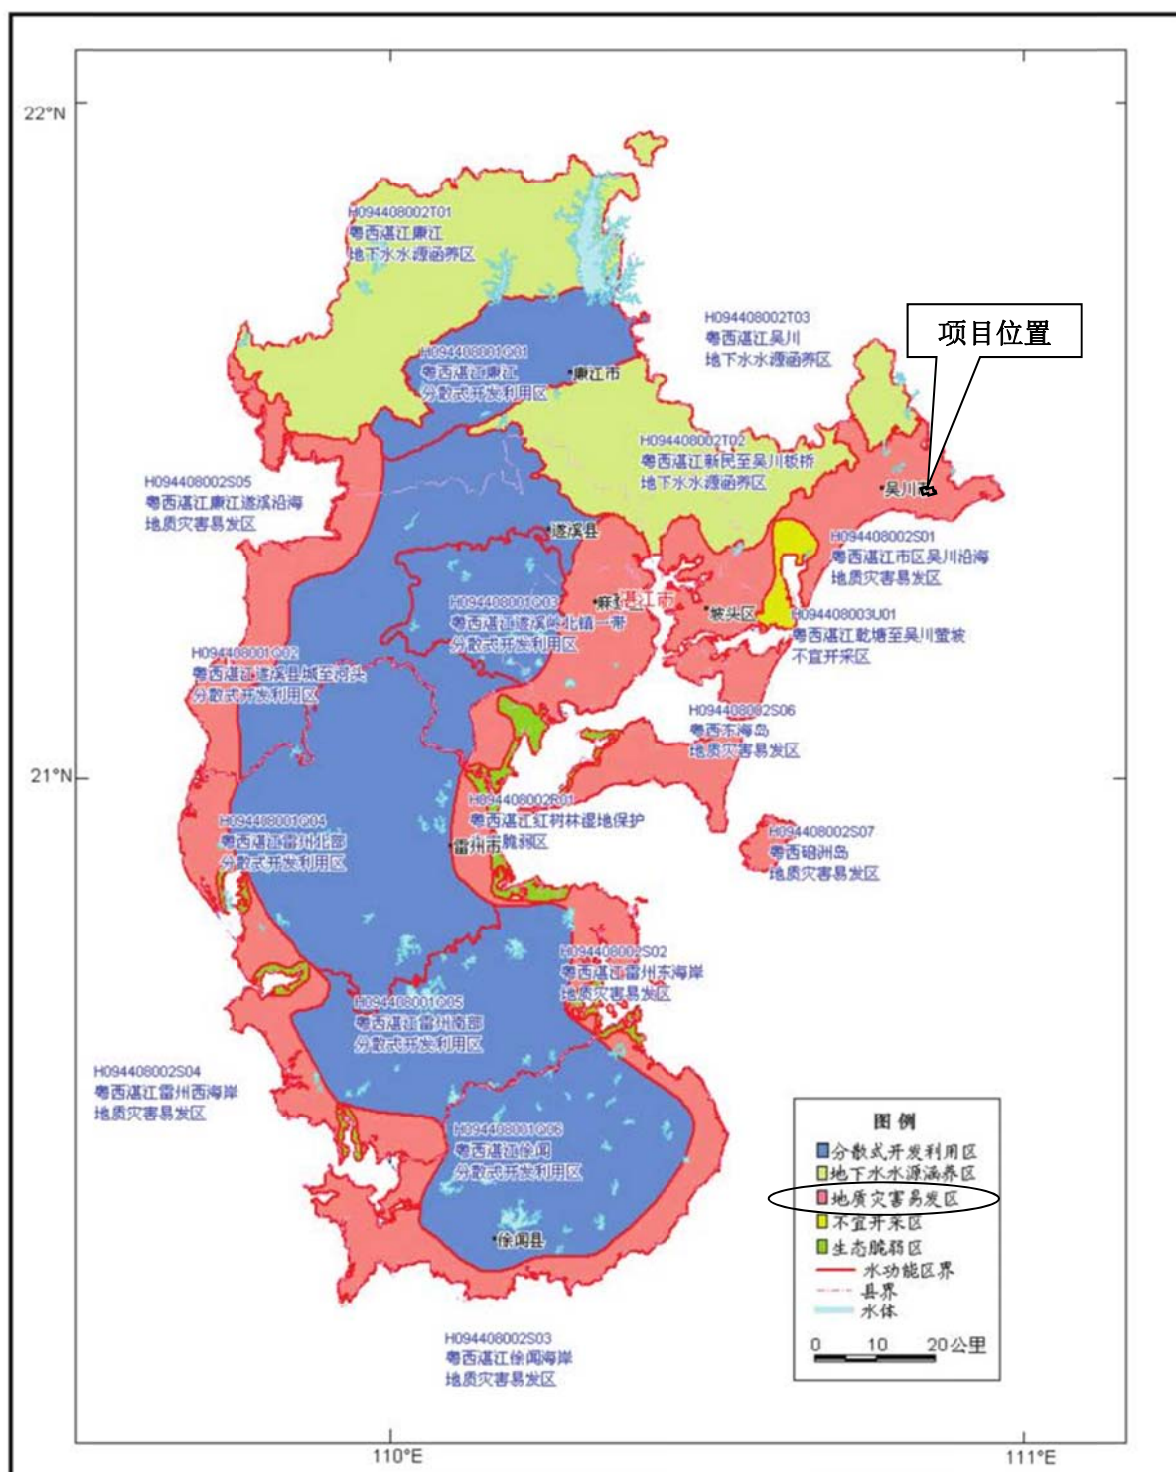 22°N
H094408002T01
粤西湛江廉江
地下水水源涵养区
H094408002T03
粤西湛江吴川
地下水水源涵养区
项目位置
H094408001Q01
粤西湛江廉江
分散式开发利用区
廉江市
H094408002T02
粤西湛江新民至吴川板桥
地下水水源涵养区
H094408002S05
粤西湛江廉江遂溪沿海
地质灾害易发区
吴川市
遂溪县
H094408002S01
粤西湛江市区吴川沿海
地质灾害易发区
H094408001Q03
粤西湛江遂溪岭北镇一带
分散式开发利用区
湛江市
坡头区
H094408003U01
粤西湛江乾塘至吴川塱坡
不宜开采区
H094408001Q02
粤西湛江遂溪县城至河头
分散式开发利用区
H094408002S06
粤西东海岛
地质灾害易发区
21°N
H094408002R01
粤西湛江红树林湿地保护
脆弱区
H094408001Q04
粤西湛江雷州北部
分散式开发利用区
雷州市
H094408002S07
粤西硇洲岛
地质灾害易发区
H094408002S02
粤西湛江雷州东海岸
地质灾害易发区
H094408001Q05
粤西湛江雷州南部
分散式开发利用区
H094408002S04
粤西湛江雷州西海岸
地质灾害易发区
H094408001Q06
粤西湛江徐闻
分散式开发利用区
徐闻县
H094408002S03
粤西湛江徐闻海岸
地质灾害易发区
图例
分散式开发利用区
地下水水源涵养区
地质灾害易发区
不宜开采区
生态脆弱区
水功能区界
县界
水体
0 10 20公里
110°E
111°E